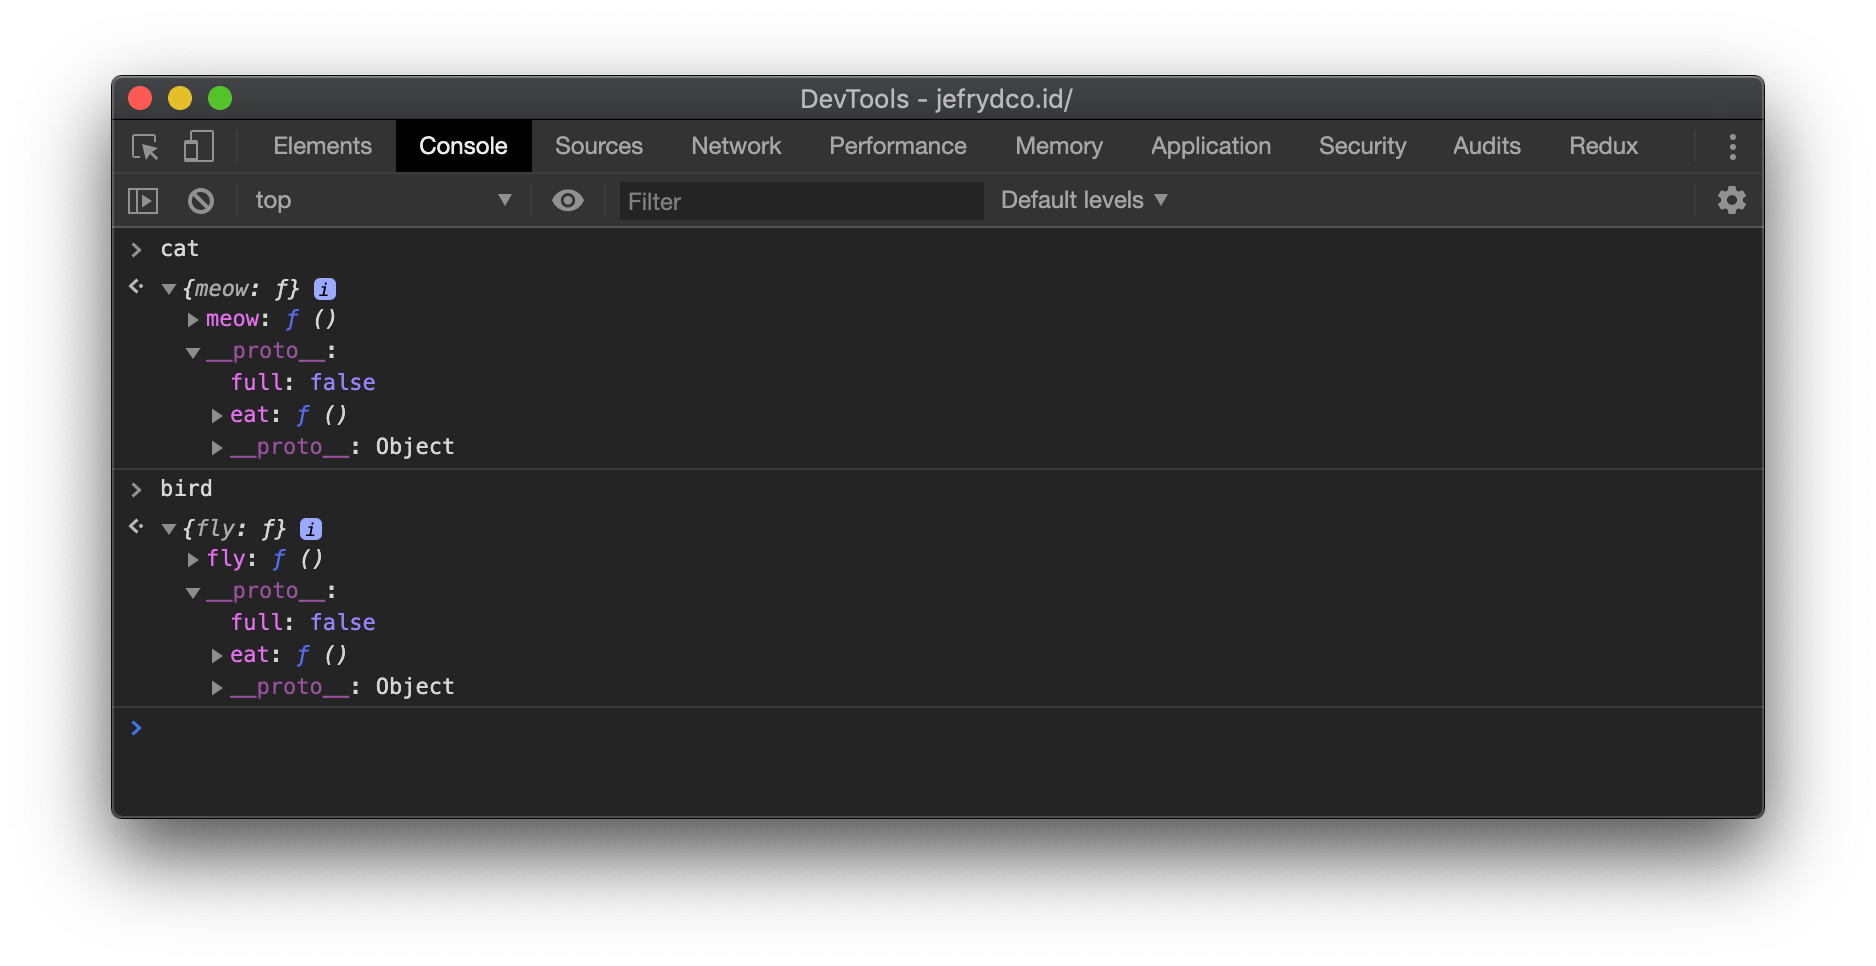 DevTools - jefrydco.id/
Elements Console Sources Network Performance Memory Application Security Audits Redux
top Filter Default levels
> cat
{meow: ƒ} i
meow: ƒ ()
__proto__:
full: false
eat: ƒ ()
__proto__: Object
> bird
{fly: ƒ} i
fly: ƒ ()
__proto__:
full: false
eat: ƒ ()
__proto__: Object
>